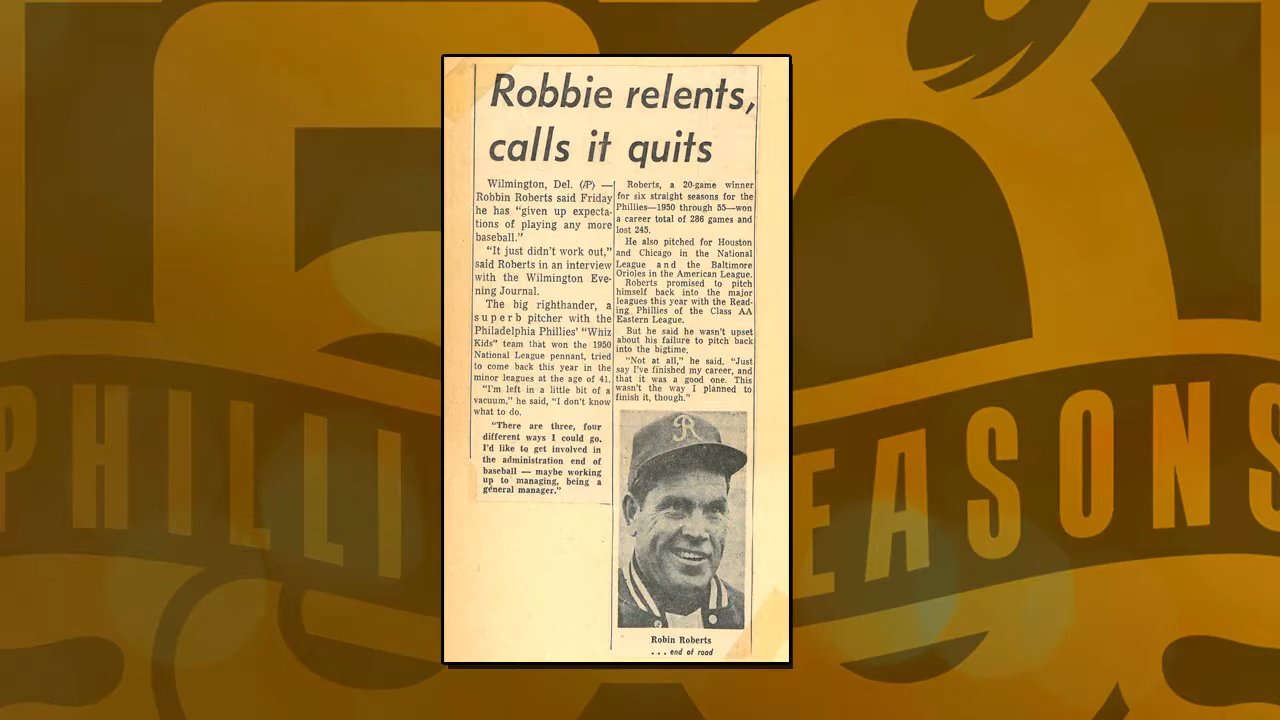 Robbie relents,
calls it quits
Wilmington, Del. (AP) —
Robbin Roberts said Friday
he has "given up expecta-
tions of playing any more
baseball."
"It just didn't work out,"
said Roberts in an interview
with the Wilmington Eve-
ning Journal.
The big righthander, a
superb pitcher with the
Philadelphia Phillies' "Whiz
Kids" team that won the 1950
National League pennant, tried
to come back this year in the
minor leagues at the age of 41.
"I'm left in a little bit of a
vacuum," he said, "I don't know
what to do.
"There are three, four
different ways I could go.
I'd like to get involved in
the administration end of
baseball — maybe working
up to managing, being a
general manager."
Roberts, a 20-game winner
for six straight seasons for the
Phillies—1950 through 55—won
a career total of 286 games and
lost 245.
He also pitched for Houston
and Chicago in the National
League and the Baltimore
Orioles in the American League.
Roberts promised to pitch
himself back into the major
leagues this year with the Read-
ing Phillies of the Class AA
Eastern League.
But he said he wasn't upset
about his failure to pitch back
into the bigtime.
"Not at all," he said. "Just
say I've finished my career, and
that it was a good one. This
wasn't the way I planned to
finish it, though."
R
Robin Roberts
. . . end of road
PHILLI
EASONS